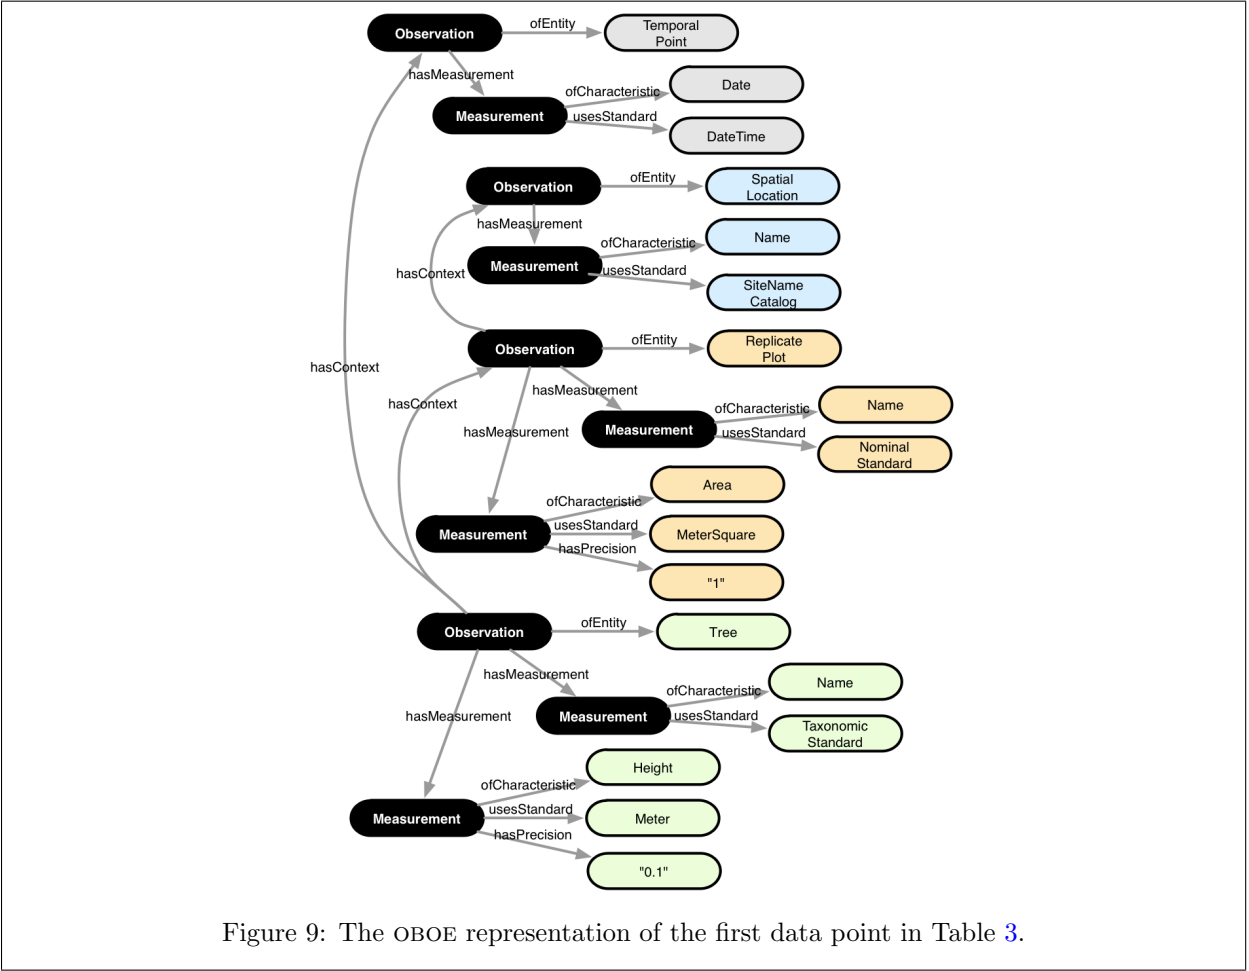 Observation
ofEntity
Temporal
Point
hasMeasurement
Measurement
ofCharacteristic
Date
usesStandard
DateTime
Observation
ofEntity
Spatial
Location
hasMeasurement
Measurement
ofCharacteristic
Name
usesStandard
SiteName
Catalog
hasContext
Observation
ofEntity
Replicate
Plot
hasContext
hasContext
hasMeasurement
Measurement
ofCharacteristic
Name
usesStandard
Nominal
Standard
hasMeasurement
Measurement
ofCharacteristic
Area
usesStandard
MeterSquare
hasPrecision
"1"
Observation
ofEntity
Tree
hasMeasurement
Measurement
ofCharacteristic
Name
usesStandard
Taxonomic
Standard
hasMeasurement
Measurement
ofCharacteristic
Height
usesStandard
Meter
hasPrecision
"0.1"
Figure 9: The OBOE representation of the first data point in Table 3.